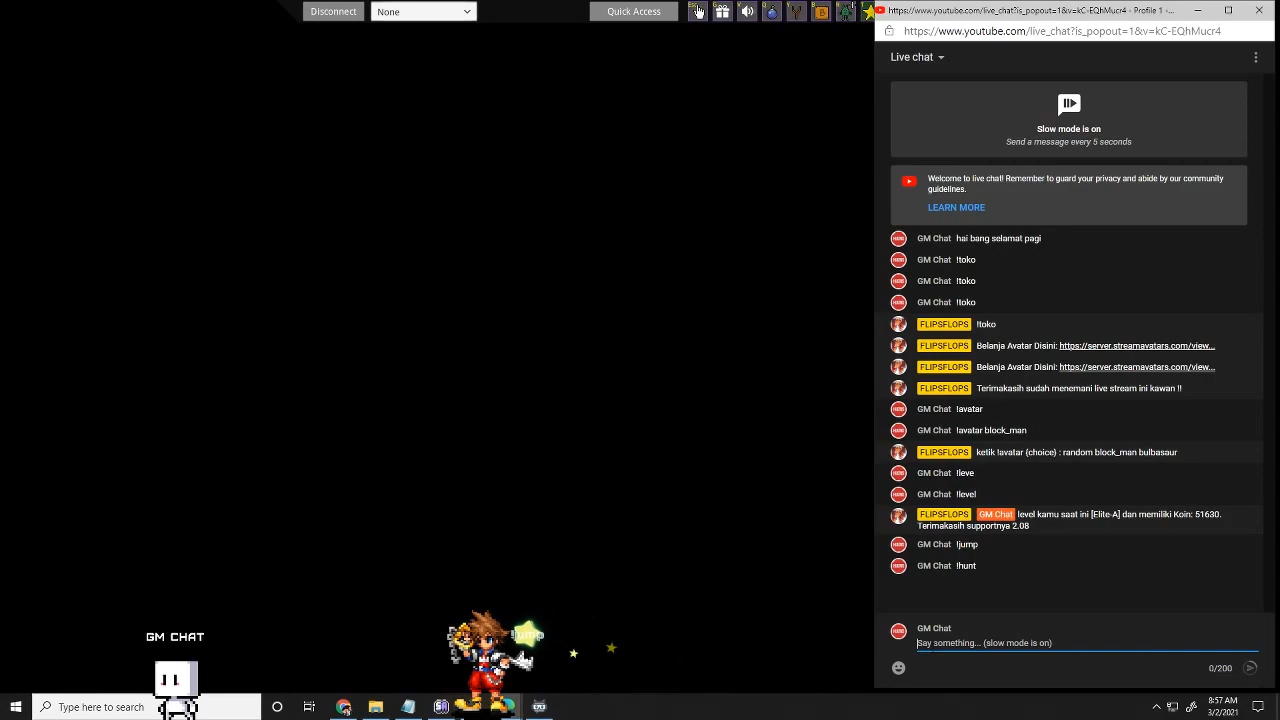 Disconnect
None
Quick Access
https://www.youtube.com/live_chat?is_popout=1&v=kC-EQhMucr4 - Profile 1 -...
https://www.youtube.com/live_chat?is_popout=1&v=kC-EQhMucr4
Live chat
Slow mode is on
Send a message every 5 seconds
Welcome to live chat! Remember to guard your privacy and abide by our community
guidelines.
LEARN MORE
GM Chat hai bang selamat pagi
GM Chat !toko
GM Chat !toko
GM Chat !toko
FLIPSFLOPS !toko
FLIPSFLOPS Belanja Avatar Disini: https://server.streamavatars.com/view...
FLIPSFLOPS Belanja Avatar Disini: https://server.streamavatars.com/view...
FLIPSFLOPS Terimakasih sudah menemani live stream ini kawan !!
GM Chat !avatar
GM Chat !avatar block_man
FLIPSFLOPS ketik !avatar (choice) : random block_man bulbasaur
GM Chat !leve
GM Chat !level
FLIPSFLOPS GM Chat level kamu saat ini [Elite-A] dan memiliki Koin: 51630.
Terimakasih supportnya 2.08
GM Chat !jump
GM Chat !hunt
GM Chat
Say something... (slow mode is on)
0/200
GM CHAT
!jump
Type here to search
8:57 AM
3/2/2021